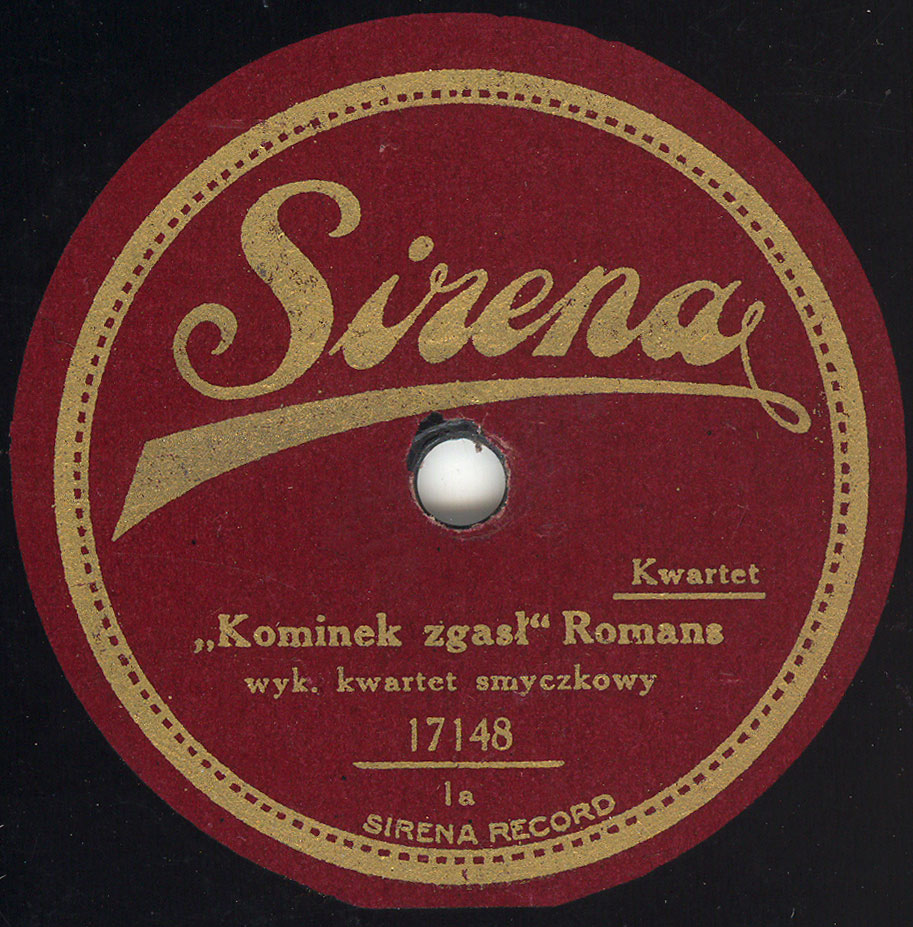 Sirena
Kwartet
„Kominek zgasł“ Romans
wyk. kwartet smyczkowy
17148
1a
SIRENA RECORD